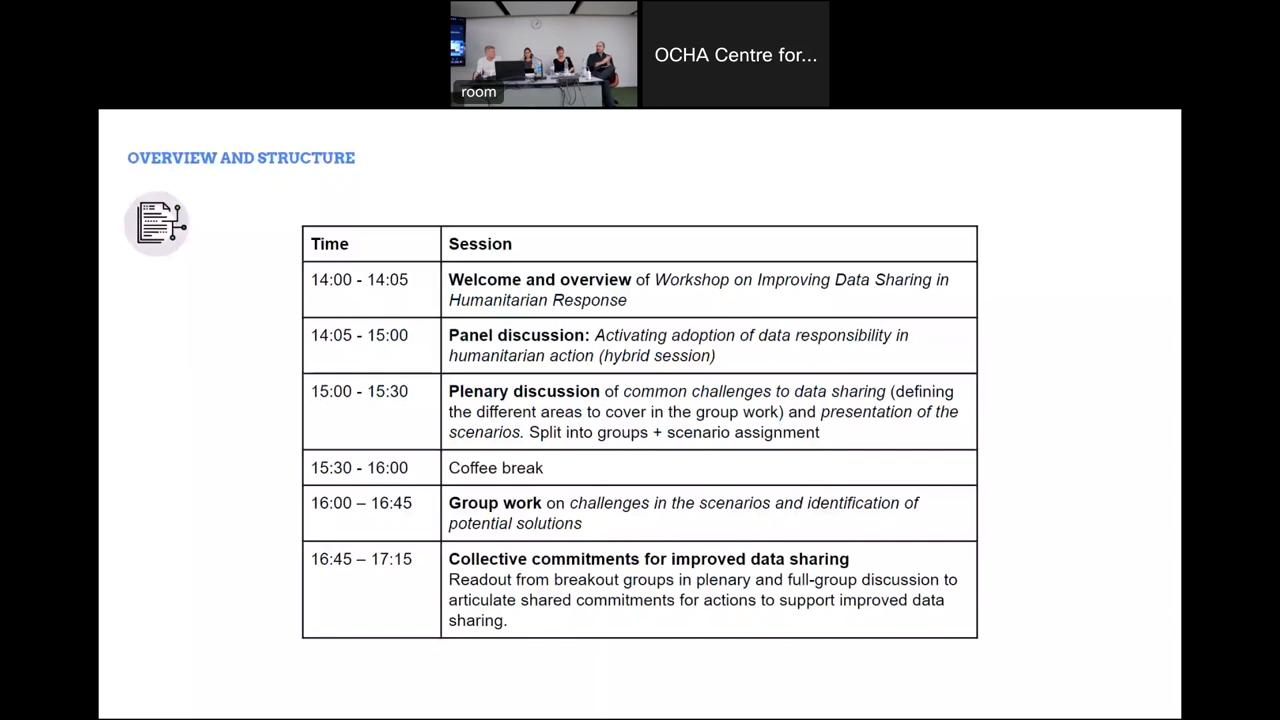 OCHA Centre for...
room
OVERVIEW AND STRUCTURE
Time Session
14:00 - 14:05 Welcome and overview of Workshop on Improving Data Sharing in
Humanitarian Response
14:05 - 15:00 Panel discussion: Activating adoption of data responsibility in
humanitarian action (hybrid session)
15:00 - 15:30 Plenary discussion of common challenges to data sharing (defining
the different areas to cover in the group work) and presentation of the
scenarios. Split into groups + scenario assignment
15:30 - 16:00 Coffee break
16:00 – 16:45 Group work on challenges in the scenarios and identification of
potential solutions
16:45 – 17:15 Collective commitments for improved data sharing
Readout from breakout groups in plenary and full-group discussion to
articulate shared commitments for actions to support improved data
sharing.